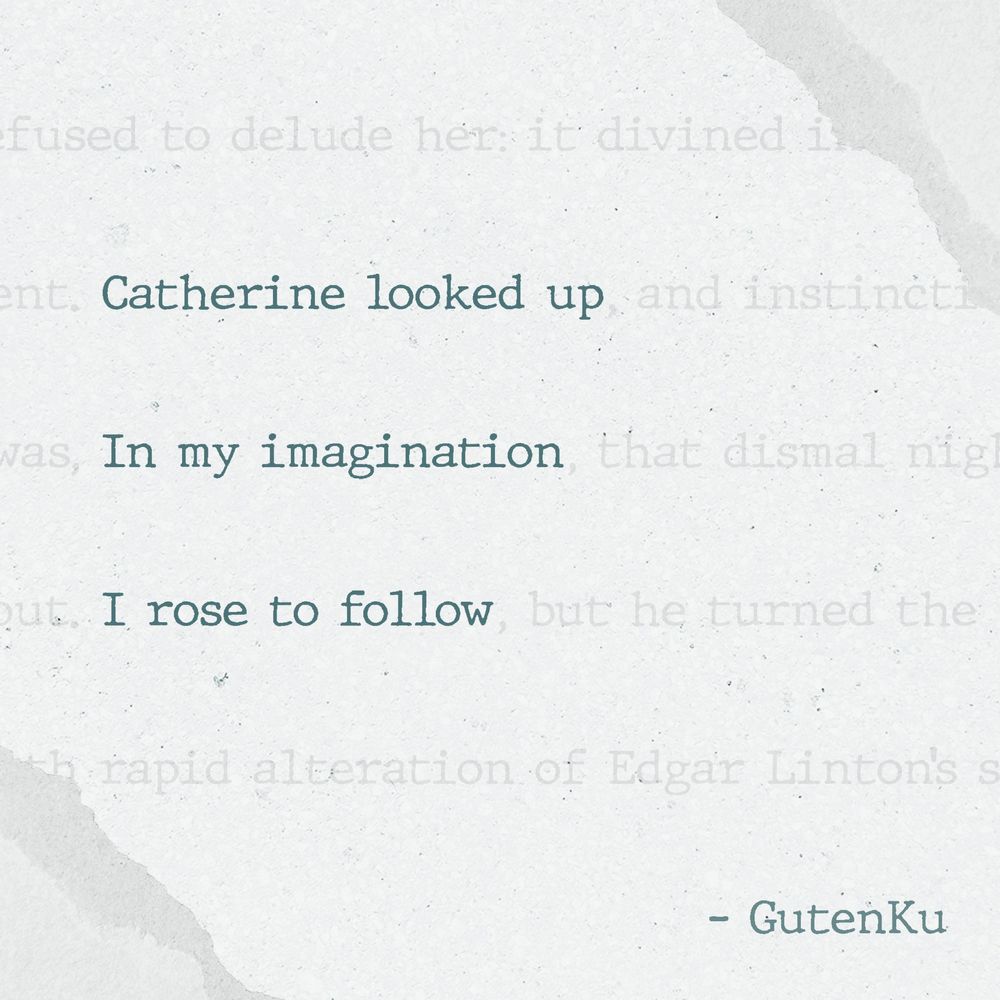 efused to delude her: it divined i
ent. Catherine looked up, and instincti
was, In my imagination, that dismal nigh
out. I rose to follow, but he turned the
th rapid alteration of Edgar Linton's s
- GutenKu